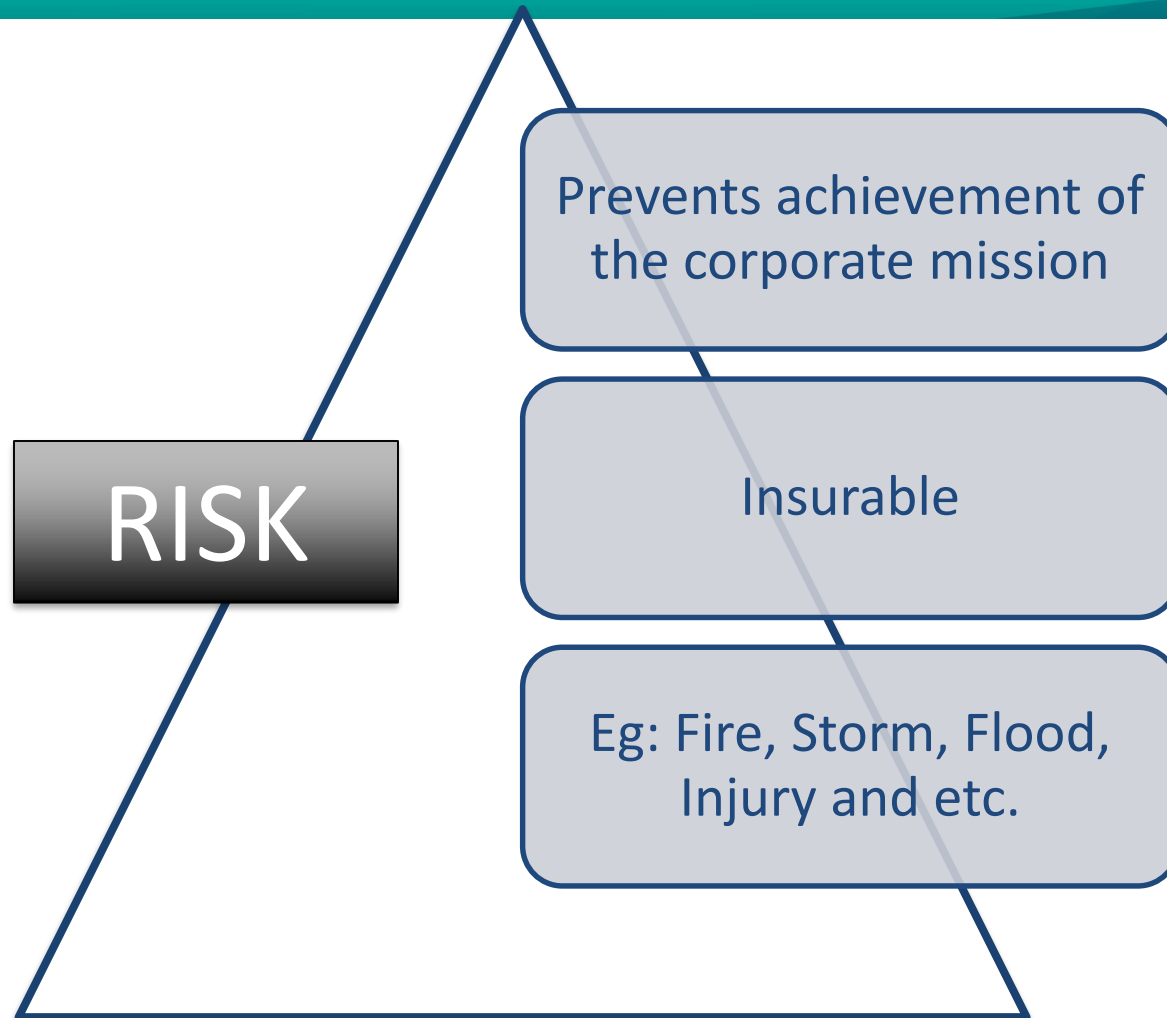 Prevents achievement of
the corporate mission
RISK
Insurable
Eg: Fire, Storm, Flood,
Injury and etc.